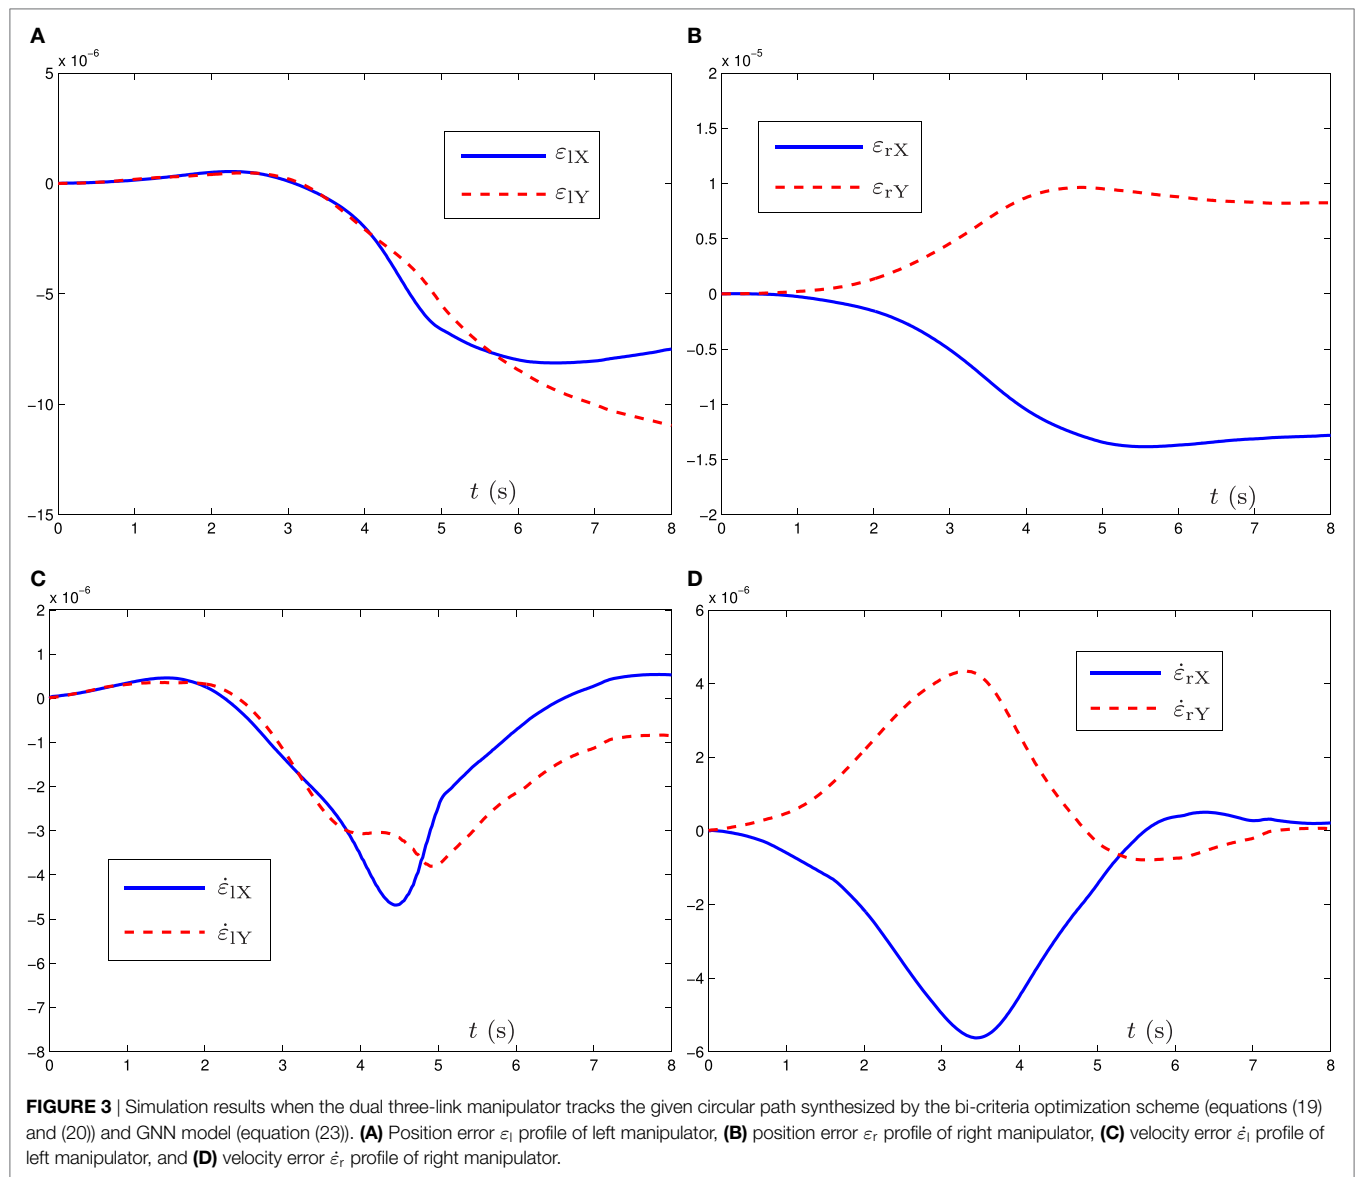 A
x 10⁻⁶
5
0
−5
−10
−15
0 1 2 3 4 5 6 7 8
εlX
εlY
t (s)
B
x 10⁻⁵
2
1.5
1
0.5
0
−0.5
−1
−1.5
−2
0 1 2 3 4 5 6 7 8
εrX
εrY
t (s)
C
x 10⁻⁶
2
1
0
−1
−2
−3
−4
−5
−6
−7
−8
0 1 2 3 4 5 6 7 8
ε̇lX
ε̇lY
t (s)
D
x 10⁻⁶
6
4
2
0
−2
−4
−6
0 1 2 3 4 5 6 7 8
ε̇rX
ε̇rY
t (s)
FIGURE 3 | Simulation results when the dual three-link manipulator tracks the given circular path synthesized by the bi-criteria optimization scheme (equations (19)
and (20)) and GNN model (equation (23)). (A) Position error εl profile of left manipulator, (B) position error εr profile of right manipulator, (C) velocity error ε̇l profile of
left manipulator, and (D) velocity error ε̇r profile of right manipulator.